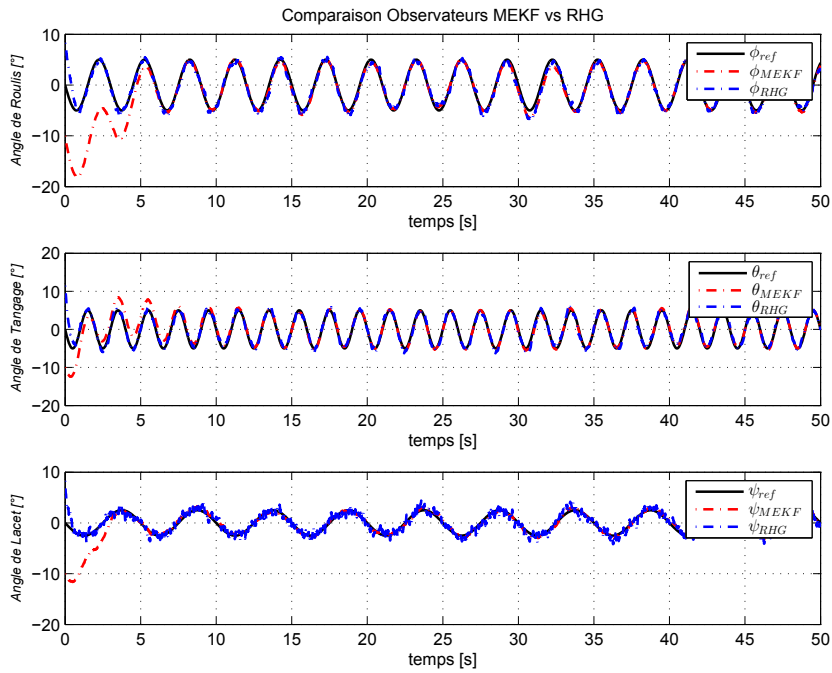 Comparaison Observateurs MEKF vs RHG
10
0
−10
−20
Angle de Roulis [°]
0 5 10 15 20 25 30 35 40 45 50
temps [s]
ϕref
ϕMEKF
ϕRHG
20
10
0
−10
−20
Angle de Tangage [°]
0 5 10 15 20 25 30 35 40 45 50
temps [s]
θref
θMEKF
θRHG
10
0
−10
−20
Angle de Lacet [°]
0 5 10 15 20 25 30 35 40 45 50
temps [s]
ψref
ψMEKF
ψRHG